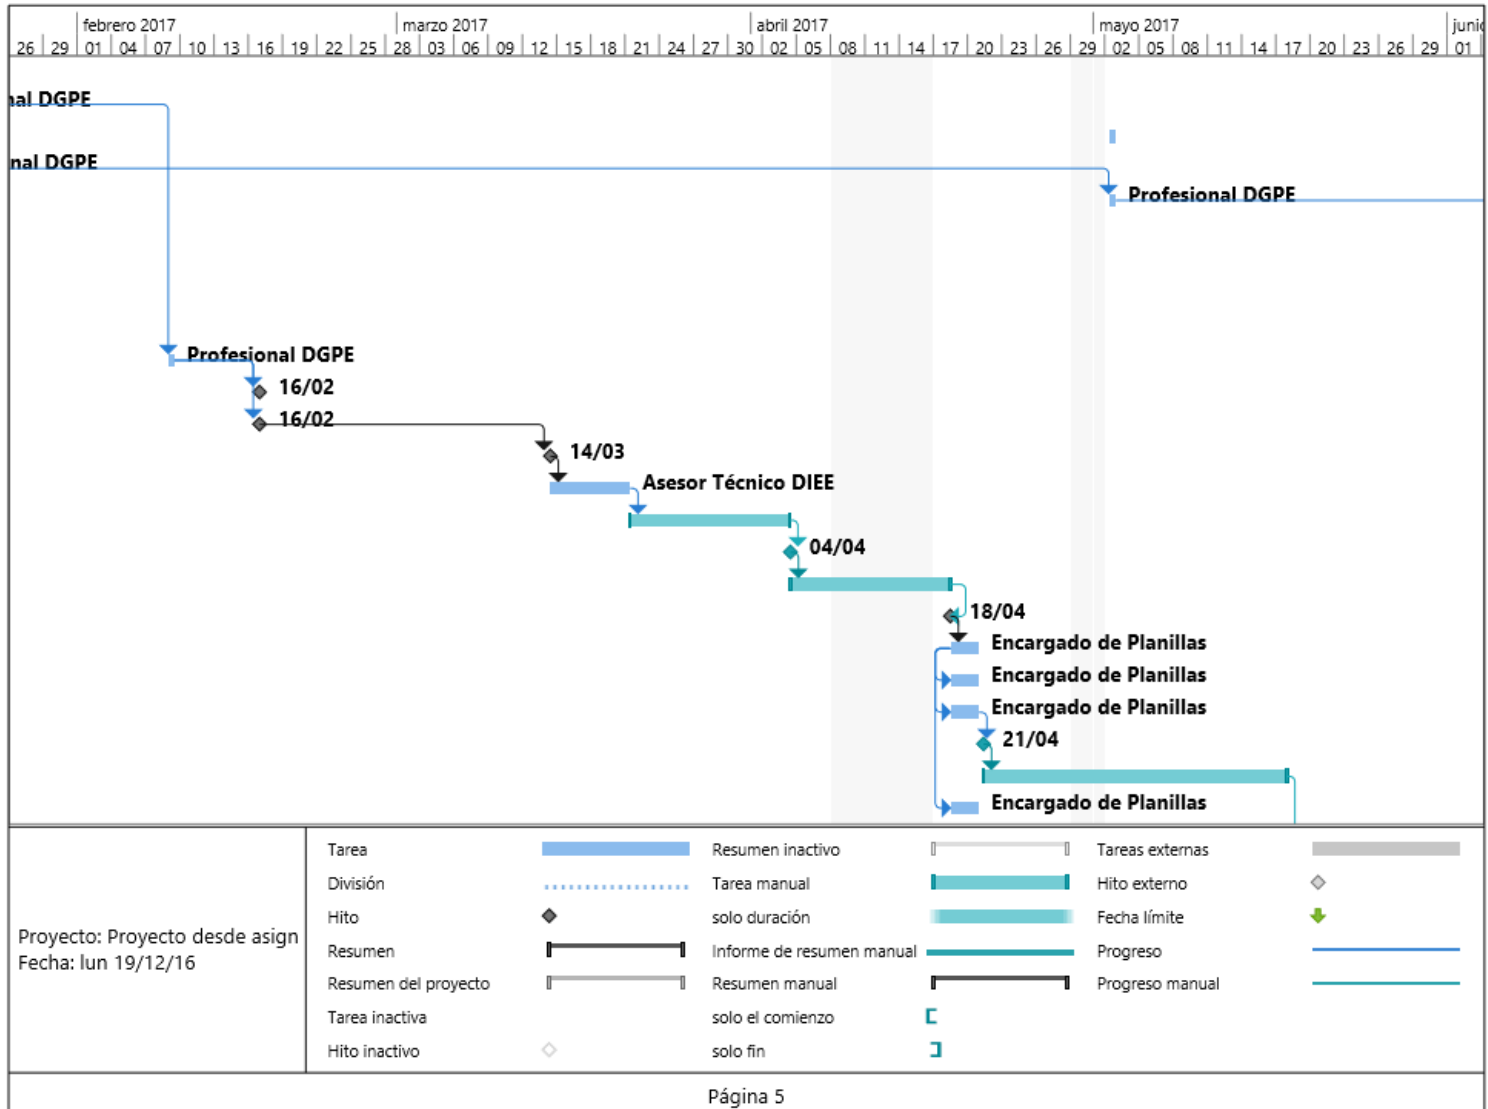 febrero 2017 marzo 2017 abril 2017 mayo 2017 junio
26 29 01 04 07 10 13 16 19 22 25 28 03 06 09 12 15 18 21 24 27 30 02 05 08 11 14 17 20 23 26 29 02 05 08 11 14 17 20 23 26 29 01
nal DGPE
nal DGPE
Profesional DGPE
Profesional DGPE
16/02
16/02
14/03
Asesor Técnico DIEE
04/04
18/04
Encargado de Planillas
Encargado de Planillas
Encargado de Planillas
21/04
Encargado de Planillas
Proyecto: Proyecto desde asign
Fecha: lun 19/12/16
Tarea Resumen inactivo Tareas externas
División Tarea manual Hito externo
Hito solo duración Fecha límite
Resumen Informe de resumen manual Progreso
Resumen del proyecto Resumen manual Progreso manual
Tarea inactiva solo el comienzo
Hito inactivo solo fin
Página 5